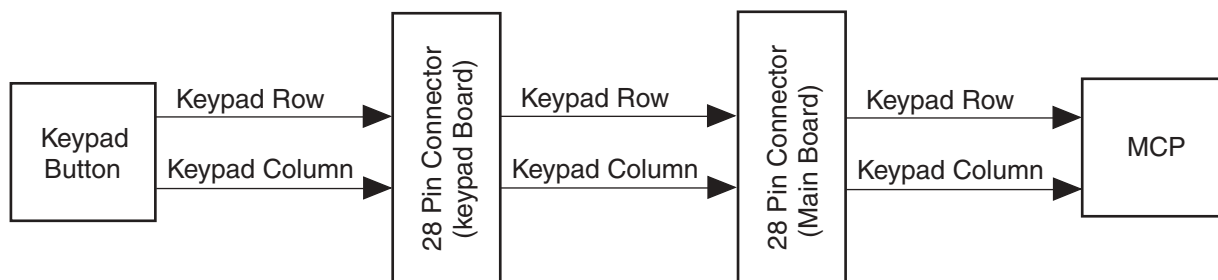 Keypad
Button
Keypad Row
Keypad Column
28 Pin Connector
(keypad Board)
Keypad Row
Keypad Column
28 Pin Connector
(Main Board)
Keypad Row
Keypad Column
MCP